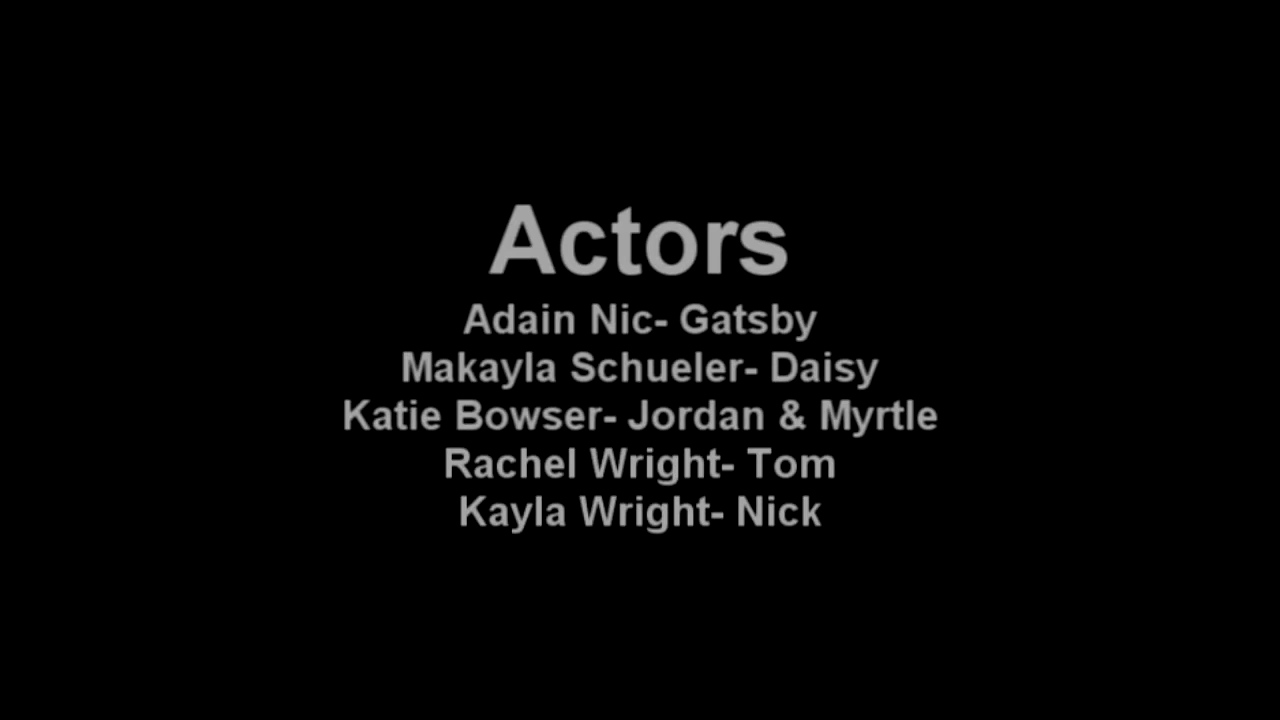 Actors
Adain Nic- Gatsby
Makayla Schueler- Daisy
Katie Bowser- Jordan & Myrtle
Rachel Wright- Tom
Kayla Wright- Nick